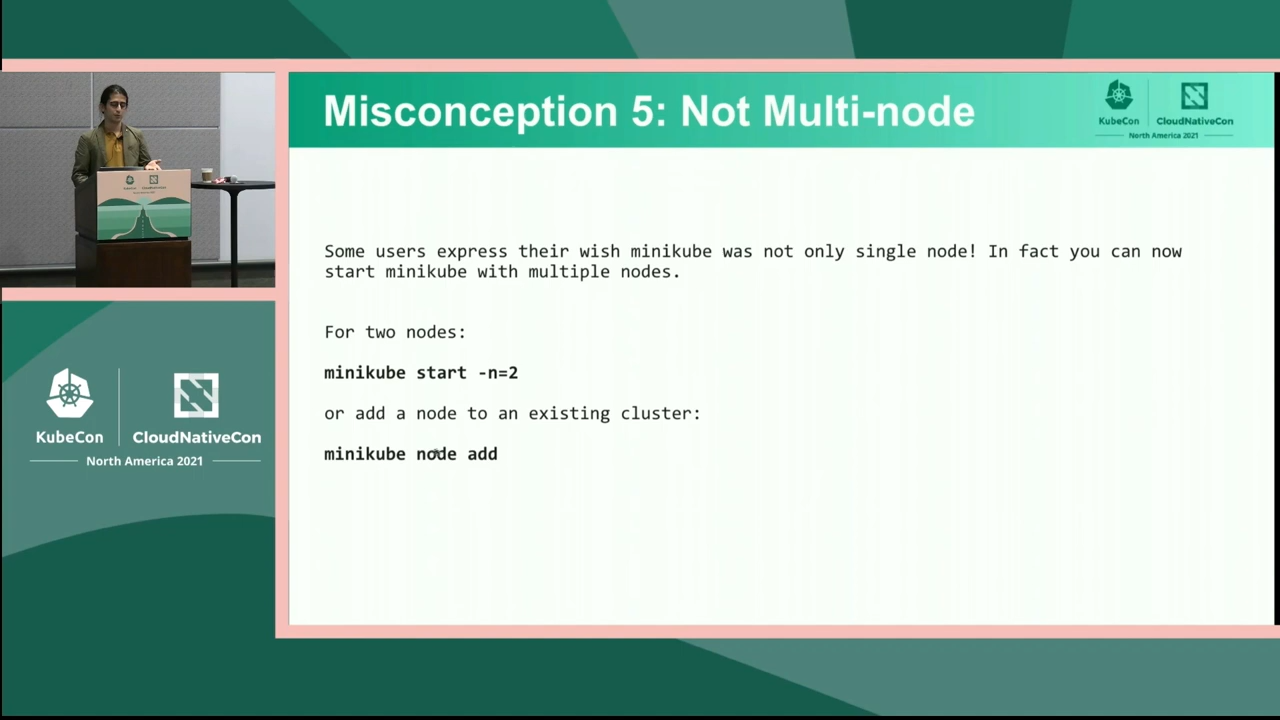 Misconception 5: Not Multi-node
KubeCon
CloudNativeCon
North America 2021
Some users express their wish minikube was not only single node! In fact you can now
start minikube with multiple nodes.
For two nodes:
minikube start -n=2
or add a node to an existing cluster:
minikube node add
KubeCon
CloudNativeCon
North America 2021